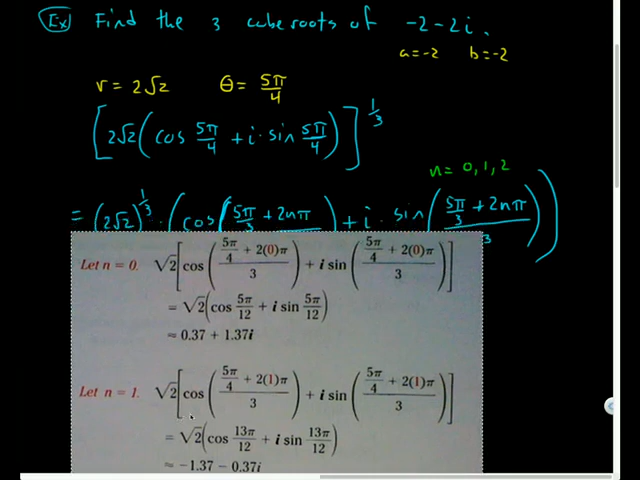 Ex Find the 3 cube roots of -2-2i.
a=-2 b=-2
r = 2√2 θ = 5π/4
[2√2(cos 5π/4 + i·sin 5π/4)]^(1/3)
n = 0, 1, 2
= (2√2)^(1/3) · (cos(5π/3 + 2nπ) + i · sin((5π/3 + 2nπ)/3))
Let n = 0. √2[cos((5π/4 + 2(0)π)/3) + i sin((5π/4 + 2(0)π)/3)]
= √2(cos 5π/12 + i sin 5π/12)
≈ 0.37 + 1.37i
Let n = 1. √2[cos((5π/4 + 2(1)π)/3) + i sin((5π/4 + 2(1)π)/3)]
= √2(cos 13π/12 + i sin 13π/12)
≈ -1.37 - 0.37i